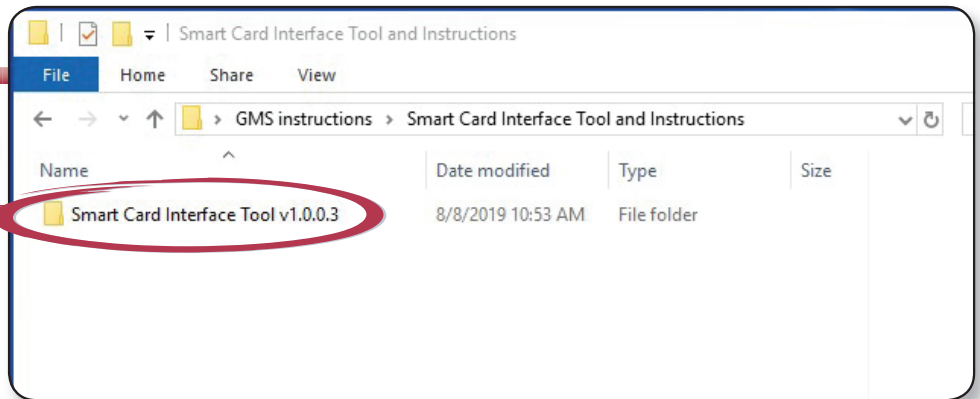 Smart Card Interface Tool and Instructions
File Home Share View
GMS instructions > Smart Card Interface Tool and Instructions
Name Date modified Type Size
Smart Card Interface Tool v1.0.0.3 8/8/2019 10:53 AM File folder